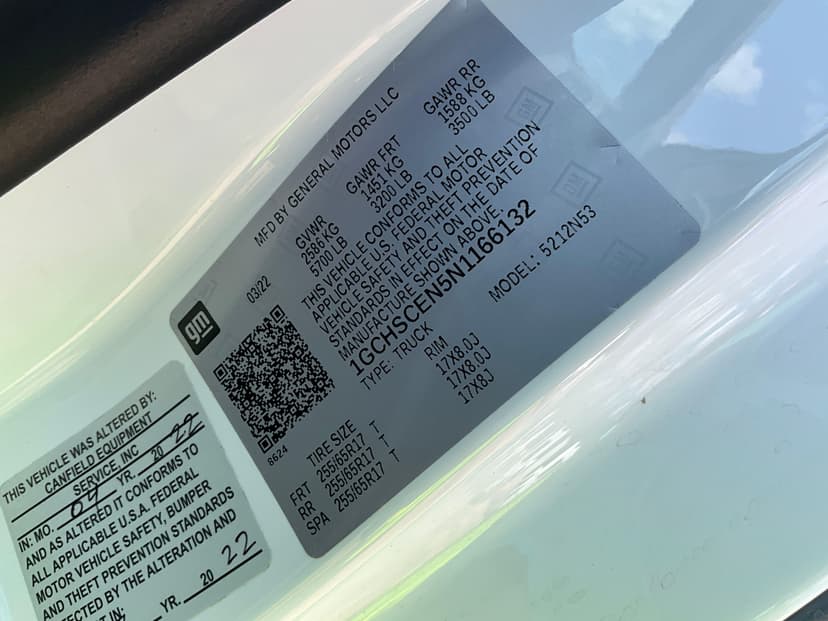 gm
MFD BY GENERAL MOTORS LLC
03/22
GVWR GAWR FRT GAWR RR
2586 KG 1451 KG 1588 KG
5700 LB 3200 LB 3500 LB
THIS VEHICLE CONFORMS TO ALL
APPLICABLE U.S. FEDERAL MOTOR
VEHICLE SAFETY AND THEFT PREVENTION
STANDARDS IN EFFECT ON THE DATE OF
MANUFACTURE SHOWN ABOVE.
1GCHSCEN5N1166132
TYPE: TRUCK MODEL: 5212N53
8624
TIRE SIZE RIM
FRT 255/65R17 T 17X8.0J
RR 255/65R17 T 17X8.0J
SPA 255/65R17 T 17X8J
THIS VEHICLE WAS ALTERED BY:
CANFIELD EQUIPMENT
SERVICE, INC
IN: MO. 04 YR. 20 22
AND AS ALTERED IT CONFORMS TO
ALL APPLICABLE U.S.A. FEDERAL
MOTOR VEHICLE SAFETY, BUMPER
AND THEFT PREVENTION STANDARDS
FECTED BY THE ALTERATION AND
T IN:
YR. 20 22